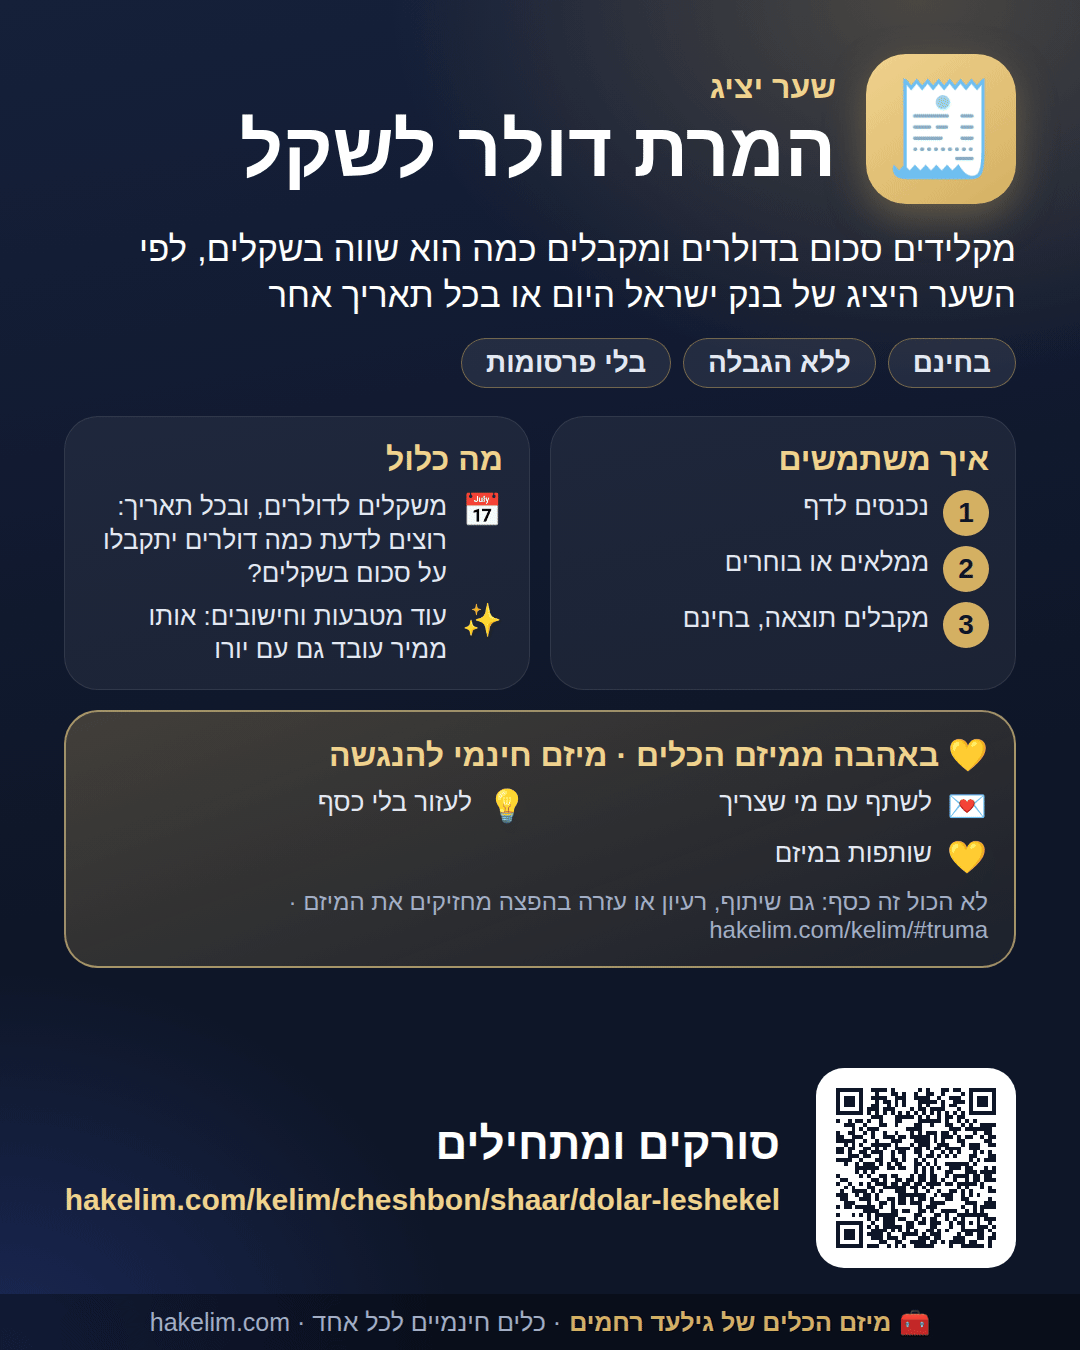 שער יציג
המרת דולר לשקל
מקלידים סכום בדולרים ומקבלים כמה הוא שווה בשקלים, לפי
השער היציג של בנק ישראל היום או בכל תאריך אחר
בחינם
ללא הגבלה
בלי פרסומות
איך משתמשים
1 נכנסים לדף
2 ממלאים או בוחרים
3 מקבלים תוצאה, בחינם
מה כלול
משקלים לדולרים, ובכל תאריך:
רוצים לדעת כמה דולרים יתקבלו
על סכום בשקלים?
עוד מטבעות וחישובים: אותו
ממיר עובד גם עם יורו
באהבה ממיזם הכלים · מיזם חינמי להנגשה
לשתף עם מי שצריך
לעזור בלי כסף
שותפות במיזם
לא הכול זה כסף: גם שיתוף, רעיון או עזרה בהפצה מחזיקים את המיזם ·
hakelim.com/kelim/#truma
סורקים ומתחילים
hakelim.com/kelim/cheshbon/shaar/dolar-leshekel
מיזם הכלים של גילעד רחמים · כלים חינמיים לכל אחד · hakelim.com